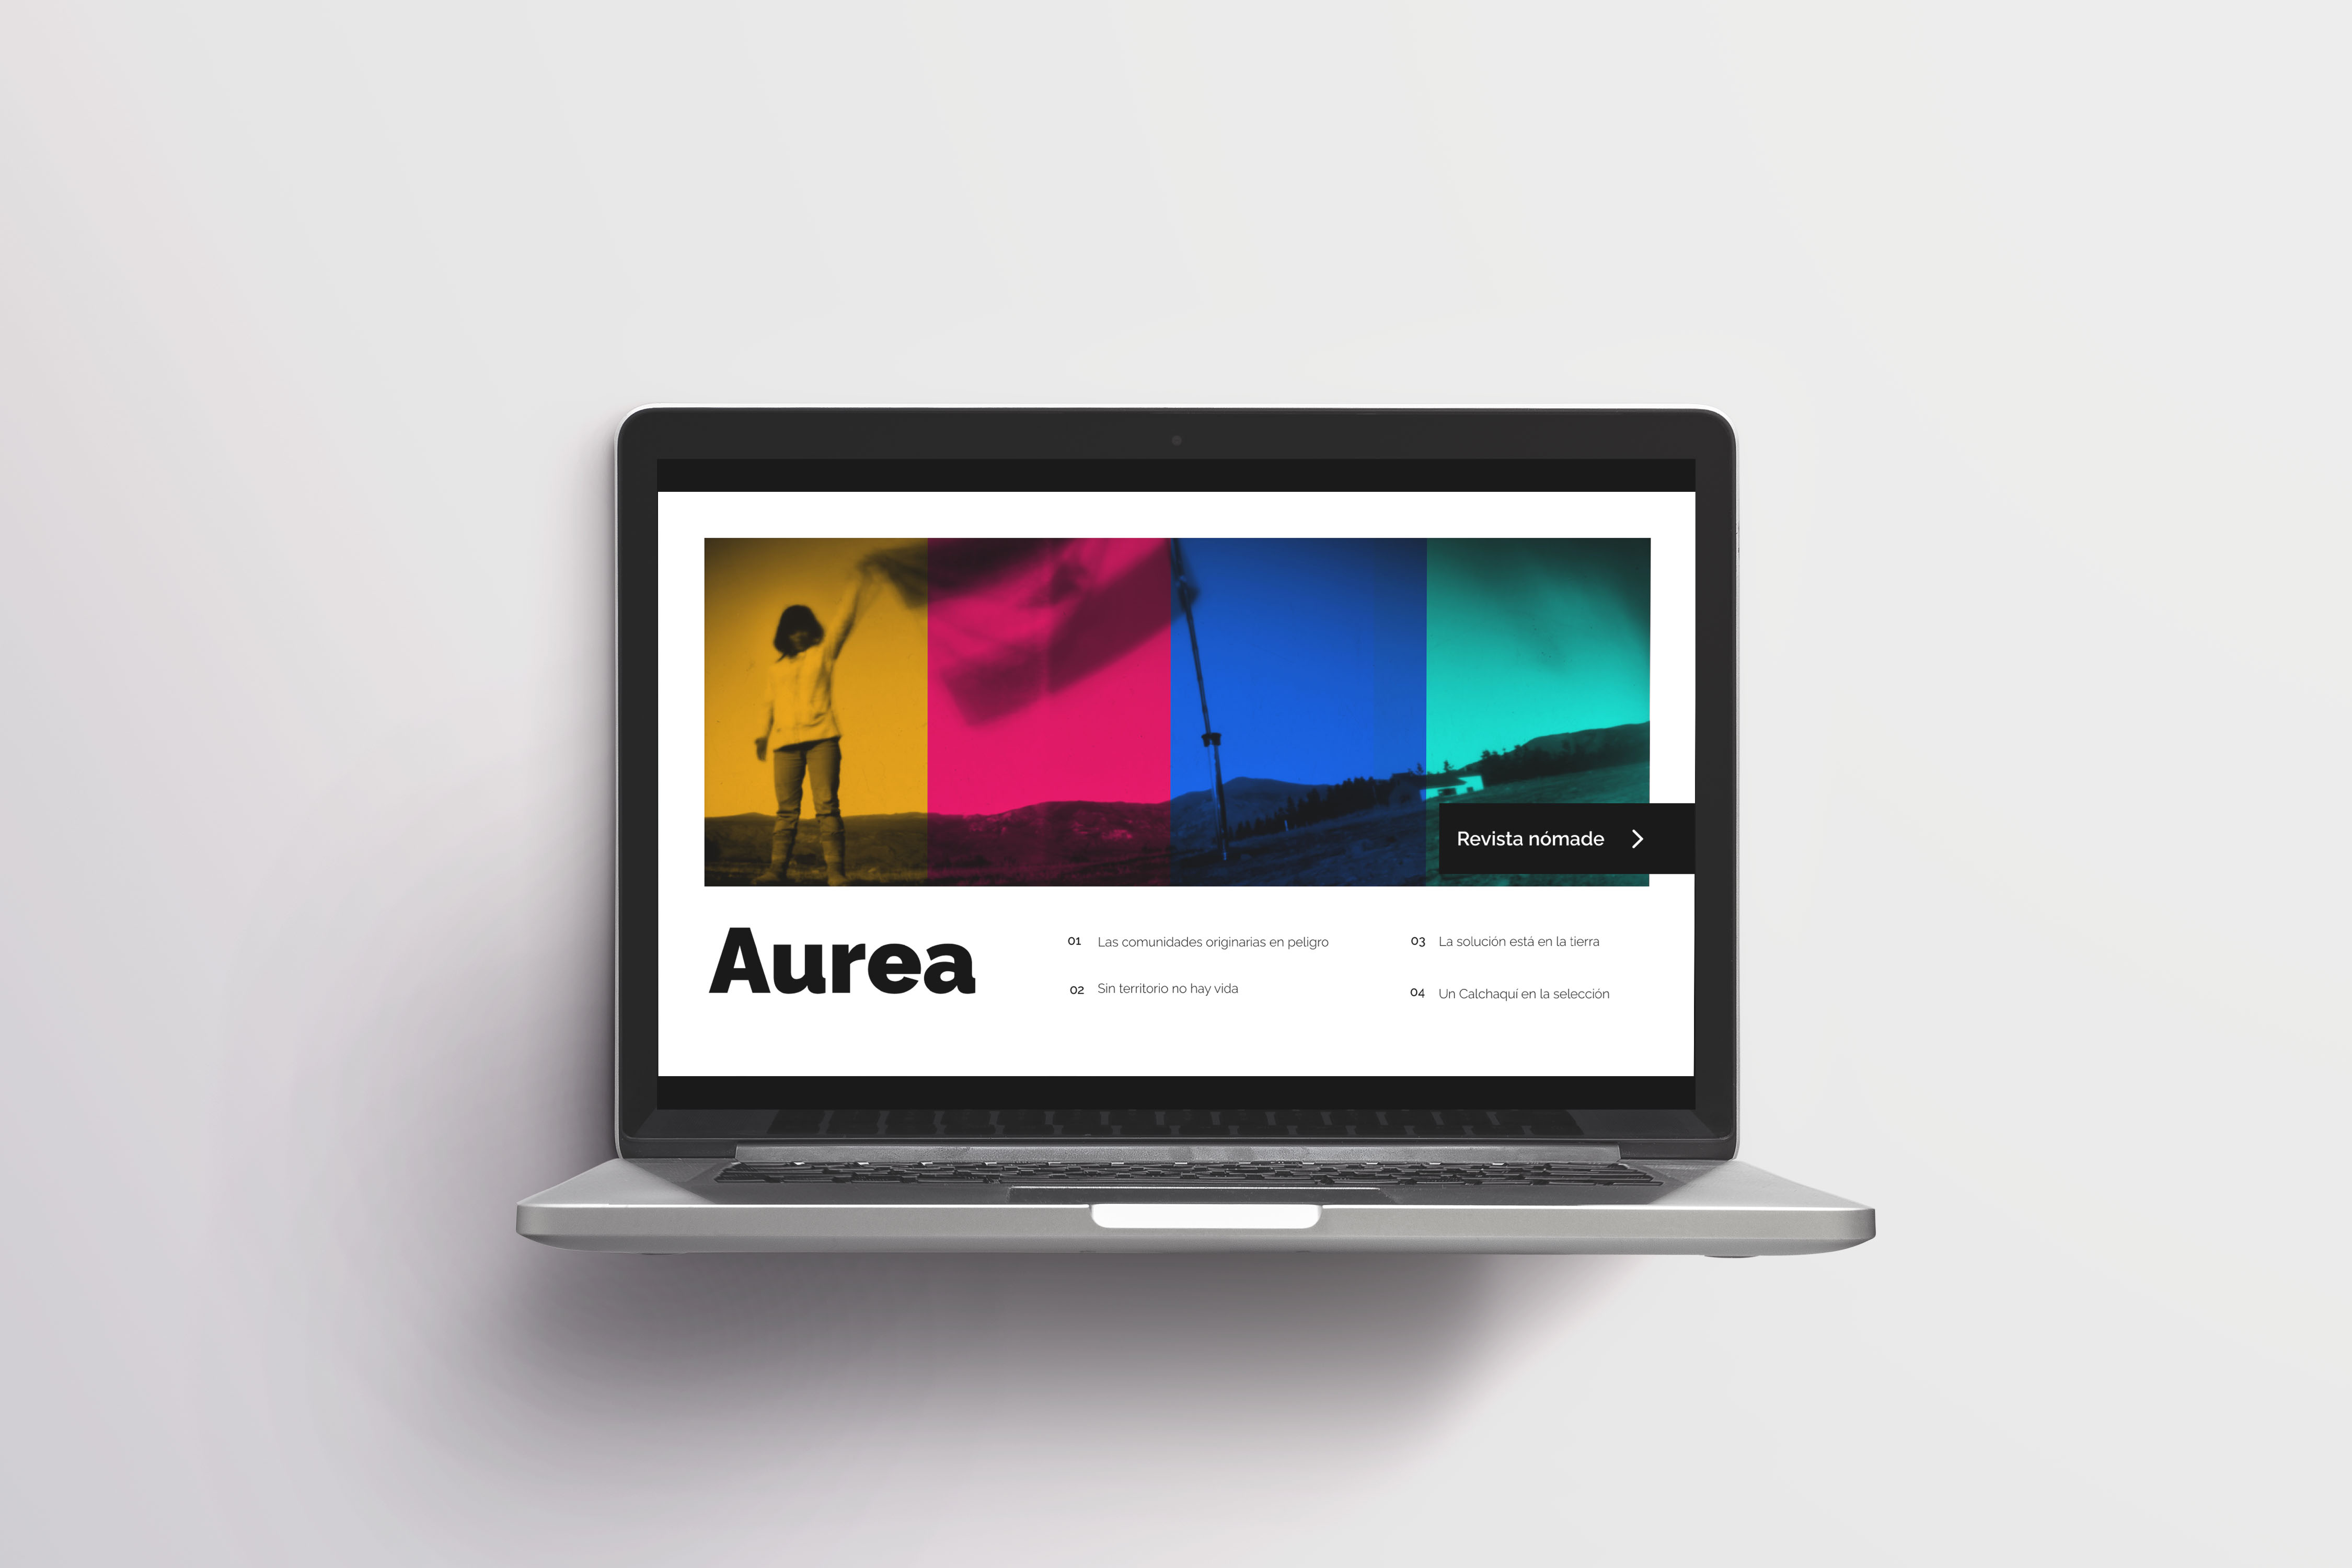 Revista nómade
Aurea
01 Las comunidades originarias en peligro
02 Sin territorio no hay vida
03 La solución está en la tierra
04 Un Calchaquí en la selección